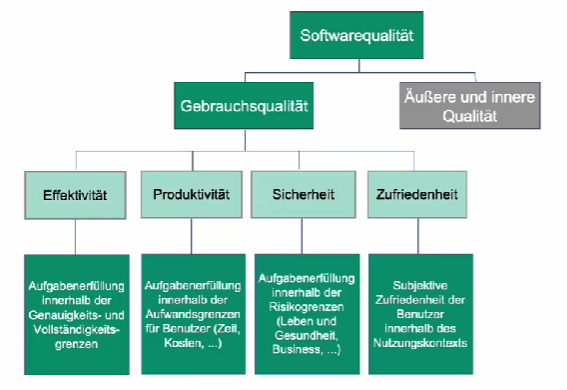 Softwarequalität
Gebrauchsqualität
Äußere und innere
Qualität
Effektivität
Produktivität
Sicherheit
Zufriedenheit
Aufgabenerfüllung
innerhalb der
Genauigkeits- und
Vollständigkeits-
grenzen
Aufgabenerfüllung
innerhalb der
Aufwandsgrenzen
für Benutzer (Zeit,
Kosten, ...)
Aufgabenerfüllung
innerhalb der
Risikogrenzen
(Leben und
Gesundheit,
Business, ...)
Subjektive
Zufriedenheit der
Benutzer
innerhalb des
Nutzungskontexts